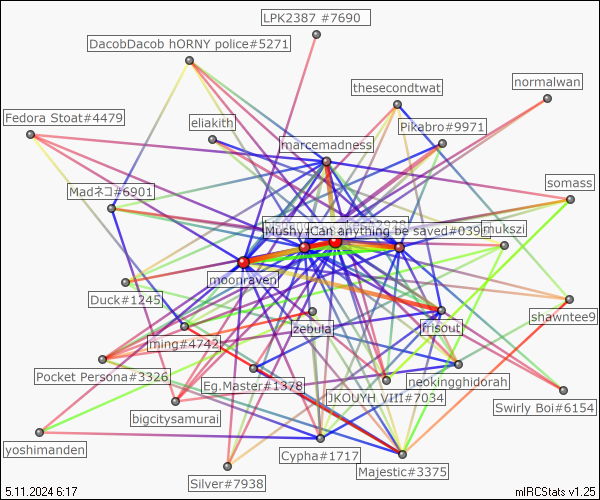 LPK2387 #7690
DacobDacob hORNY police#5271
thesecondtwat
normalwan
Fedora Stoat#4479
eliakith
Pikabro#9971
marcemadness
Madネコ#6901
somass
Mushy!
Can anything be saved#039
mukszi
moonraven
Duck#1245
shawntee9
zebula
frisout
ming#4742
Pocket Persona#3326
Eg.Master#1378
neokingghidorah
JKOUYH VIII#7034
Swirly Boi#6154
bigcitysamurai
yoshimanden
Cypha#1717
Majestic#3375
Silver#7938
5.11.2024 6:17
mIRCStats v1.25